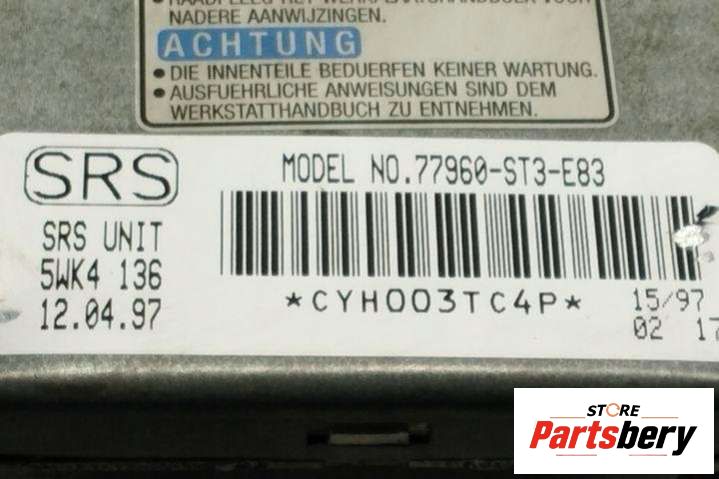 NADERE AANWIJZINGEN.
ACHTUNG
• DIE INNENTEILE BEDUERFEN KEINER WARTUNG.
• AUSFUEHRLICHE ANWEISUNGEN SIND DEM
WERKSTATTHANDBUCH ZU ENTNEHMEN.
SRS
MODEL NO.77960-ST3-E83
SRS UNIT
5WK4 136
12.04.97
*CYH003TC4P*
15/97
02 17
STORE
Partsbery